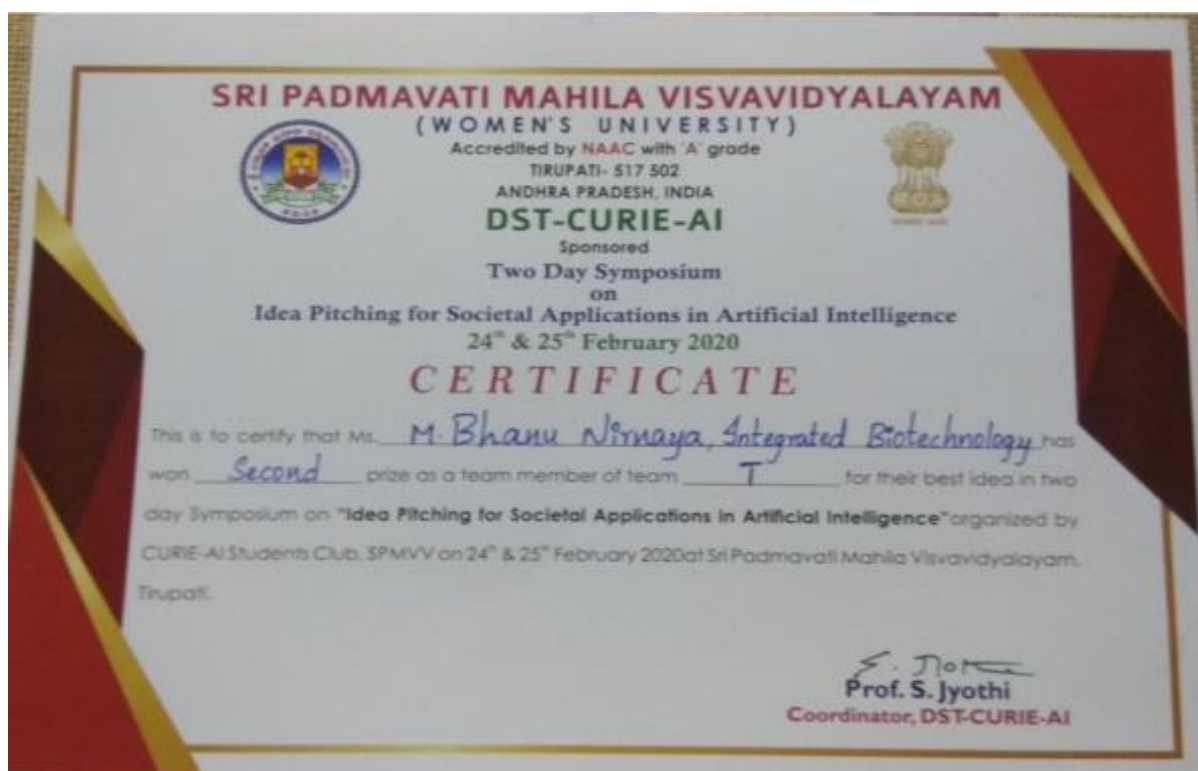 SRI PADMAVATI MAHILA VISVAVIDYALAYAM
(WOMEN'S UNIVERSITY)
Accredited by NAAC with 'A' grade
TIRUPATI- 517 502
ANDHRA PRADESH, INDIA
DST-CURIE-AI
Sponsored
Two Day Symposium
on
Idea Pitching for Societal Applications in Artificial Intelligence
24th & 25th February 2020
CERTIFICATE
This is to certify that Ms. M. Bhanu Nirnaya, Integrated Biotechnology has
won Second prize as a team member of team T for their best idea in two
day Symposium on "Idea Pitching for Societal Applications in Artificial Intelligence" organized by
CURIE-AI Students Club, SPMVV on 24th & 25th February 2020at Sri Padmavati Mahila Visvavidyalayam,
Tirupati.
Prof. S. Jyothi
Coordinator, DST-CURIE-AI